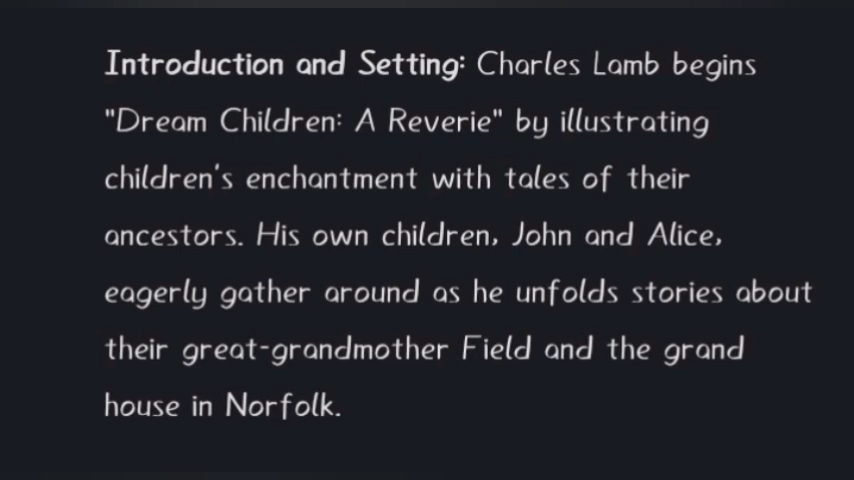 Introduction and Setting: Charles Lamb begins
"Dream Children: A Reverie" by illustrating
children's enchantment with tales of their
ancestors. His own children, John and Alice,
eagerly gather around as he unfolds stories about
their great-grandmother Field and the grand
house in Norfolk.